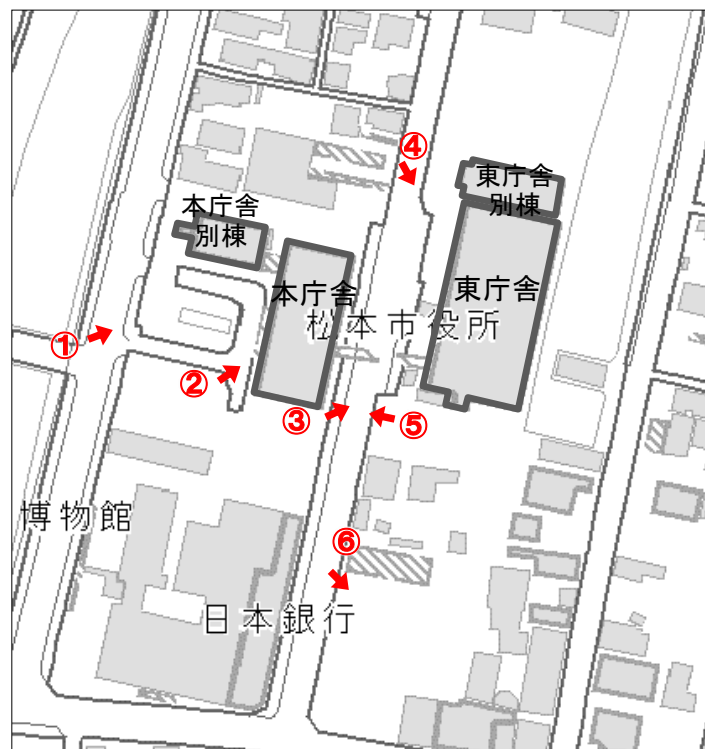 ④
東庁舎
別棟
本庁舎
別棟
本庁舎
東庁舎
松本市役所
①
②
③
⑤
博物館
⑥
日本銀行